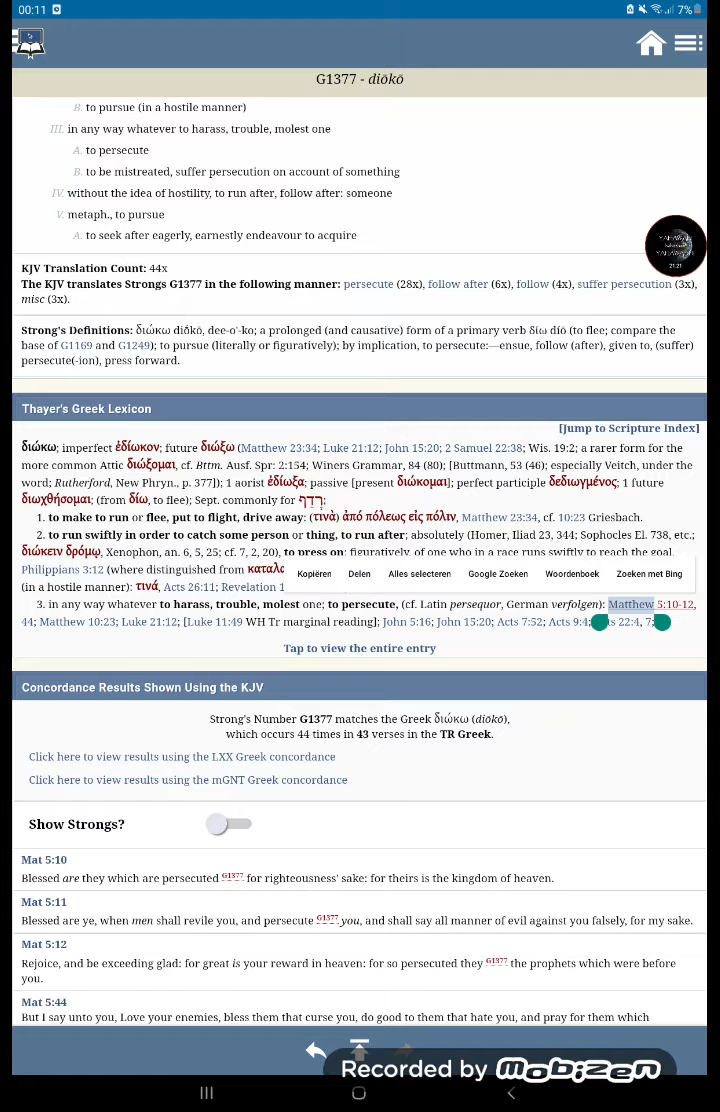 00:11
7%
G1377 - diōkō
B. to pursue (in a hostile manner)
III. in any way whatever to harass, trouble, molest one
A. to persecute
B. to be mistreated, suffer persecution on account of something
IV. without the idea of hostility, to run after, follow after: someone
V. metaph., to pursue
A. to seek after eagerly, earnestly endeavour to acquire
21:21
KJV Translation Count: 44x
The KJV translates Strongs G1377 in the following manner: persecute (28x), follow after (6x), follow (4x), suffer persecution (3x),
misc (3x).
Strong's Definitions: διώκω diṓkō, dee-o'-ko; a prolonged (and causative) form of a primary verb δίω díō (to flee; compare the
base of G1169 and G1249); to pursue (literally or figuratively); by implication, to persecute:—ensue, follow (after), given to, (suffer)
persecute(-ion), press forward.
Thayer's Greek Lexicon
[Jump to Scripture Index]
διώκω; imperfect ἐδίωκον; future διώξω (Matthew 23:34; Luke 21:12; John 15:20; 2 Samuel 22:38; Wis. 19:2; a rarer form for the
more common Attic διώξομαι, cf. Bttm. Ausf. Spr: 2:154; Winers Grammar, 84 (80); [Buttmann, 53 (46); especially Veitch, under the
word; Rutherford, New Phryn., p. 377]); 1 aorist ἐδίωξα; passive [present διώκομαι]; perfect participle δεδιωγμένος; 1 future
διωχθήσομαι; (from δίω, to flee); Sept. commonly for רָדַף;
1. to make to run or flee, put to flight, drive away: (τινὰ) ἀπό πόλεως εἰς πόλιν, Matthew 23:34, cf. 10:23 Griesbach.
2. to run swiftly in order to catch some person or thing, to run after; absolutely (Homer, Iliad 23, 344; Sophocles El. 738, etc.;
διώκειν δρόμῳ, Xenophon, an. 6, 5, 25; cf. 7, 2, 20), to press on: figuratively, of one who in a race runs swiftly to reach the goal,
Philippians 3:12 (where distinguished from καταλα
Kopiëren Delen Alles selecteren Google Zoeken Woordenboek Zoeken met Bing
(in a hostile manner): τινά, Acts 26:11; Revelation 1
3. in any way whatever to harass, trouble, molest one; to persecute, (cf. Latin persequor, German verfolgen): Matthew 5:10-12,
44; Matthew 10:23; Luke 21:12; [Luke 11:49 WH Tr marginal reading]; John 5:16; John 15:20; Acts 7:52; Acts 9:4; 22:4, 7;
Tap to view the entire entry
Concordance Results Shown Using the KJV
Strong's Number G1377 matches the Greek διώκω (diōkō),
which occurs 44 times in 43 verses in the TR Greek.
Click here to view results using the LXX Greek concordance
Click here to view results using the mGNT Greek concordance
Show Strongs?
Mat 5:10
Blessed are they which are persecuted G1377 for righteousness' sake: for theirs is the kingdom of heaven.
Mat 5:11
Blessed are ye, when men shall revile you, and persecute G1377 you, and shall say all manner of evil against you falsely, for my sake.
Mat 5:12
Rejoice, and be exceeding glad: for great is your reward in heaven: for so persecuted they G1377 the prophets which were before
you.
Mat 5:44
But I say unto you, Love your enemies, bless them that curse you, do good to them that hate you, and pray for them which
Recorded by mobizen